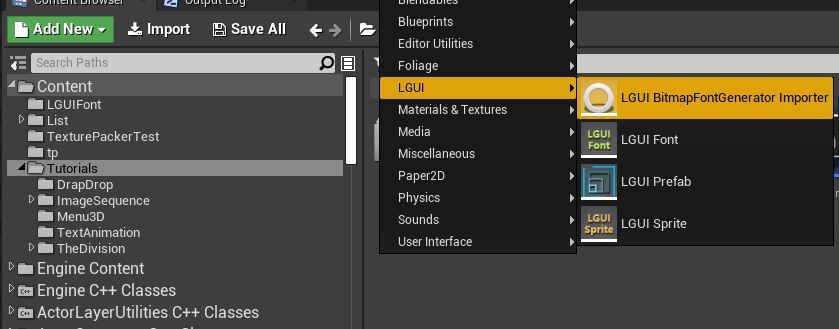 Content Browser
Output Log
Add New
Import
Save All
Search Paths
Content
LGUIFont
List
TexturePackerTest
tp
Tutorials
DrapDrop
ImageSequence
Menu3D
TextAnimation
TheDivision
Engine Content
Engine C++ Classes
ActorLayerUtilities C++ Classes
Blendables
Blueprints
Editor Utilities
Foliage
LGUI
Materials & Textures
Media
Miscellaneous
Paper2D
Physics
Sounds
User Interface
LGUI BitmapFontGenerator Importer
LGUI
Font
LGUI Font
LGUI Prefab
LGUI
Sprite
LGUI Sprite